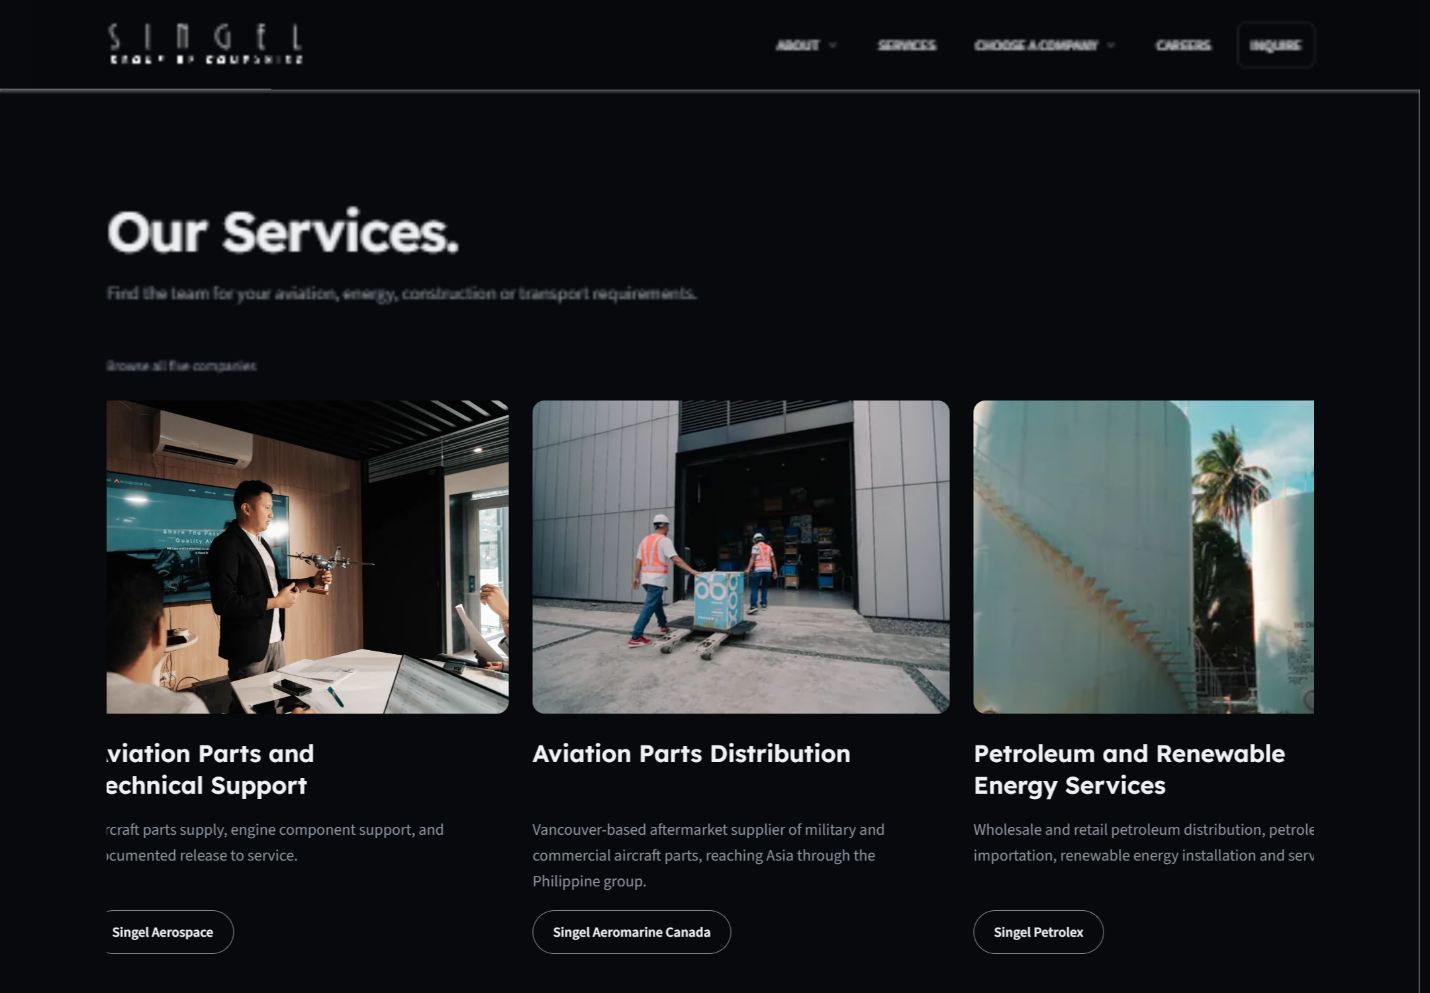 SINGEL
GROUP OF COMPANIES
ABOUT
SERVICES
CHOOSE A COMPANY
CAREERS
INQUIRE
Our Services.
Find the team for your aviation, energy, construction or transport requirements.
Browse all five companies
viation Parts and
echnical Support
rcraft parts supply, engine component support, and
ocumented release to service.
Singel Aerospace
Aviation Parts Distribution
Vancouver-based aftermarket supplier of military and
commercial aircraft parts, reaching Asia through the
Philippine group.
Singel Aeromarine Canada
Petroleum and Renewable
Energy Services
Wholesale and retail petroleum distribution, petrole
importation, renewable energy installation and serv
Singel Petrolex